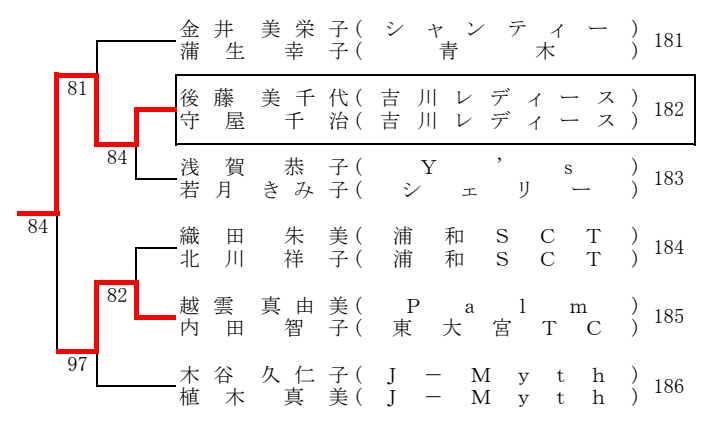 金井 美栄子(シャンティー) 181
蒲生 幸子(青木)
81
後藤 美千代(吉川レディース) 182
守屋 千治(吉川レディース)
84
浅賀 恭子(Y's) 183
若月 きみ子(シェリー)
84
織田 朱美(浦和SCT) 184
北川 祥子(浦和SCT)
82
越雲 真由美(Palm) 185
内田 智子(東大宮TC)
97
木谷 久仁子(J-Myth) 186
植木 真美(J-Myth)